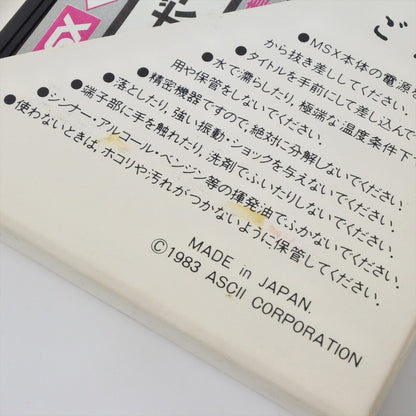 ご
●MSX本体の電源を
から抜き差ししてください.
●タイトルを手前にして差し込んで
●水で濡らしたり, 極端な温度条件下
用や保管をしないでください.
●精密機器ですので, 絶対に分解しないでください.
●落としたり, 強い振動・ショックを与えないでください.
●端子部に手を触れたり, 洗剤でふいたりしないでください.
●シンナー・アルコール・ベンジン等の揮発油でふかないでください.
使わないときは, ホコリや汚れがつかないように保管してください.
MADE in JAPAN.
©1983 ASCII CORPORATION